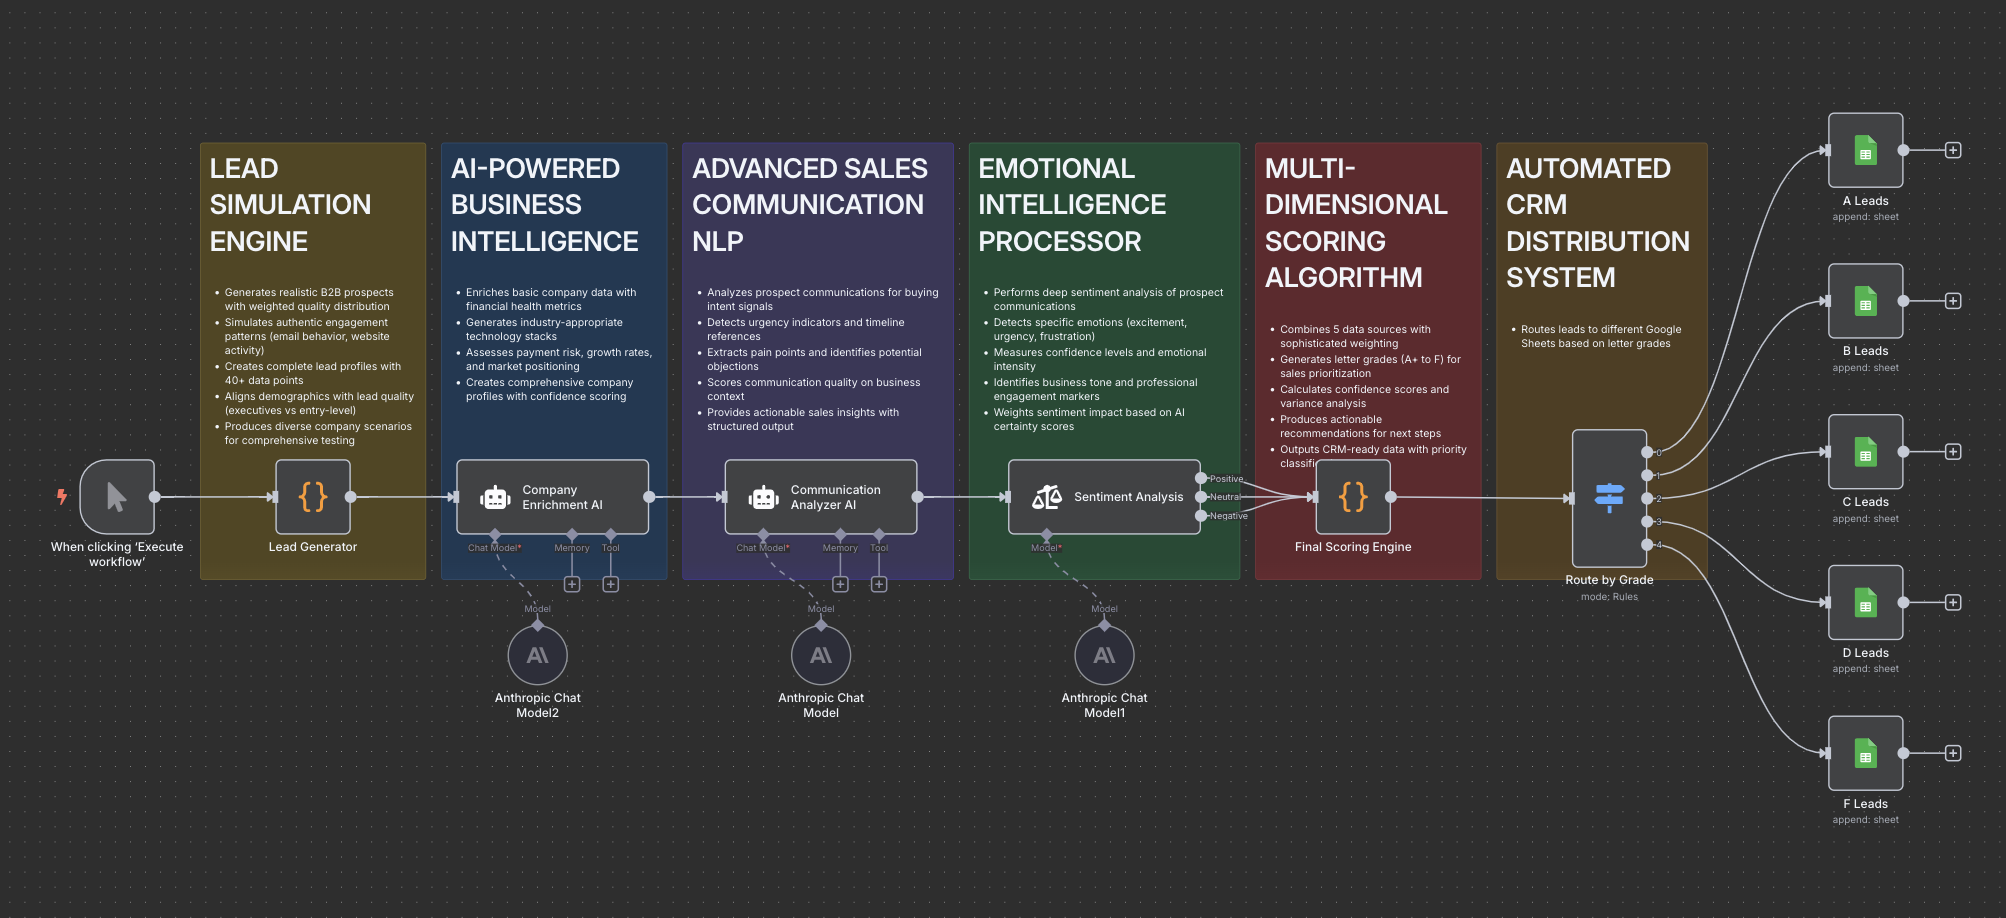 LEAD
SIMULATION
ENGINE
• Generates realistic B2B prospects
with weighted quality distribution
• Simulates authentic engagement
patterns (email behavior, website
activity)
• Creates complete lead profiles with
40+ data points
• Aligns demographics with lead quality
(executives vs entry-level)
• Produces diverse company scenarios
for comprehensive testing
AI-POWERED
BUSINESS
INTELLIGENCE
• Enriches basic company data with
financial health metrics
• Generates industry-appropriate
technology stacks
• Assesses payment risk, growth rates,
and market positioning
• Creates comprehensive company
profiles with confidence scoring
ADVANCED SALES
COMMUNICATION
NLP
• Analyzes prospect communications for buying
intent signals
• Detects urgency indicators and timeline
references
• Extracts pain points and identifies potential
objections
• Scores communication quality on business
context
• Provides actionable sales insights with
structured output
EMOTIONAL
INTELLIGENCE
PROCESSOR
• Performs deep sentiment analysis of prospect
communications
• Detects specific emotions (excitement,
urgency, frustration)
• Measures confidence levels and emotional
intensity
• Identifies business tone and professional
engagement markers
• Weights sentiment impact based on AI
certainty scores
MULTI-
DIMENSIONAL
SCORING
ALGORITHM
• Combines 5 data sources with
sophisticated weighting
• Generates letter grades (A+ to F) for
sales prioritization
• Calculates confidence scores and
variance analysis
• Produces actionable
recommendations for next steps
• Outputs CRM-ready data with priority
AUTOMATED
CRM
DISTRIBUTION
SYSTEM
• Routes leads to different Google
Sheets based on letter grades
When clicking ‘Execute
workflow’
{}
Lead Generator
Company
Enrichment AI
Chat Model*
Memory
Tool
Model
Anthropic Chat
Model2
Communication
Analyzer AI
Chat Model*
Memory
Tool
Model
Anthropic Chat
Model
Sentiment Analysis
Positive
Neutral
Negative
Model*
Model
Anthropic Chat
Model1
{}
Final Scoring Engine
0
1
2
3
4
Route by Grade
mode: Rules
A Leads
append: sheet
B Leads
append: sheet
C Leads
append: sheet
D Leads
append: sheet
F Leads
append: sheet